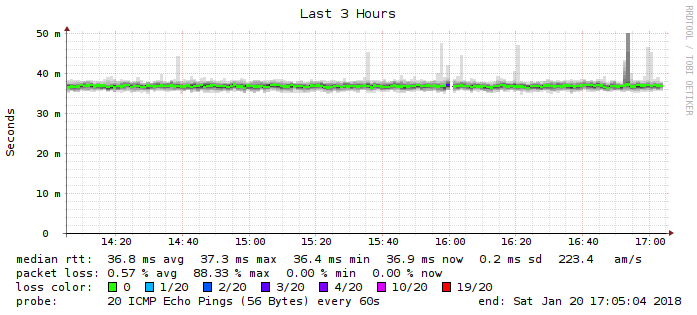 Last 3 Hours
RRDTOOL / TOBI OETIKER
Seconds
50 m
40 m
30 m
20 m
10 m
0
14:20 14:40 15:00 15:20 15:40 16:00 16:20 16:40 17:00
median rtt: 36.8 ms avg 37.3 ms max 36.4 ms min 36.9 ms now 0.2 ms sd 223.4 am/s
packet loss: 0.57 % avg 88.33 % max 0.00 % min 0.00 % now
loss color: 0 1/20 2/20 3/20 4/20 10/20 19/20
probe: 20 ICMP Echo Pings (56 Bytes) every 60s end: Sat Jan 20 17:05:04 2018